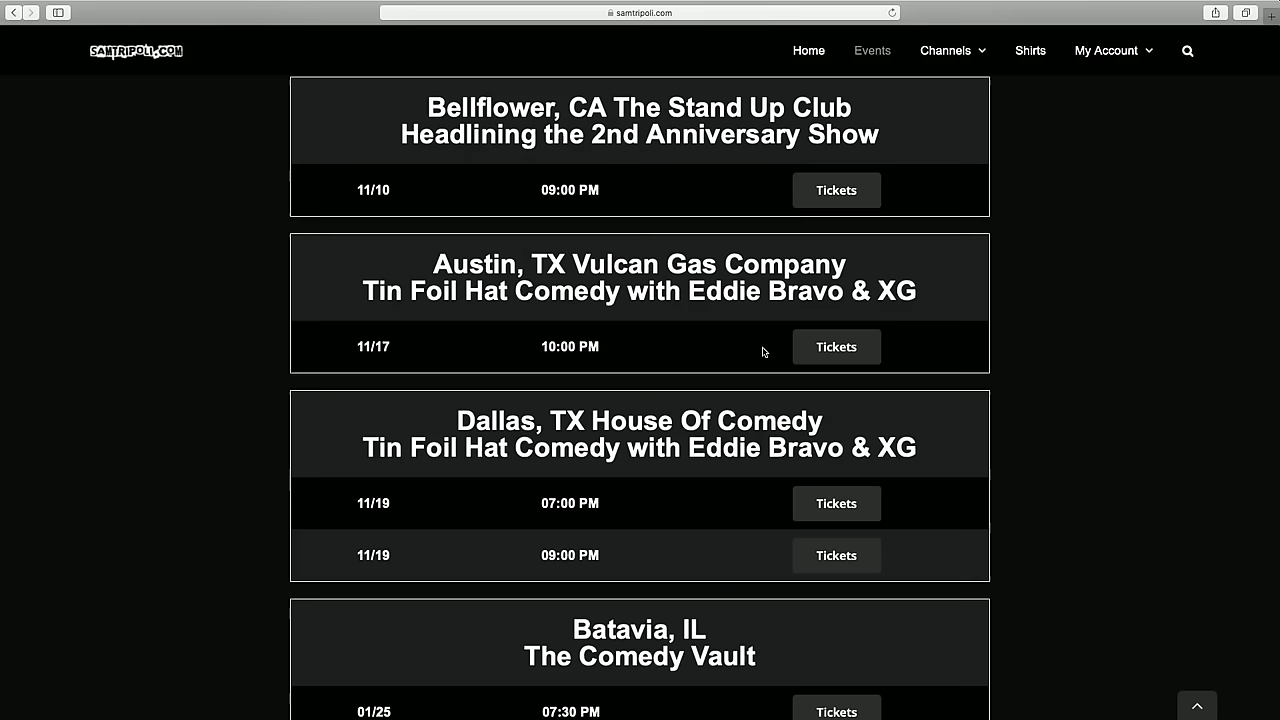 samtripoli.com
SAMTRIPOLI.COM
Home
Events
Channels
Shirts
My Account
Bellflower, CA The Stand Up Club
Headlining the 2nd Anniversary Show
11/10 09:00 PM Tickets
Austin, TX Vulcan Gas Company
Tin Foil Hat Comedy with Eddie Bravo & XG
11/17 10:00 PM Tickets
Dallas, TX House Of Comedy
Tin Foil Hat Comedy with Eddie Bravo & XG
11/19 07:00 PM Tickets
11/19 09:00 PM Tickets
Batavia, IL
The Comedy Vault
01/25 07:30 PM Tickets